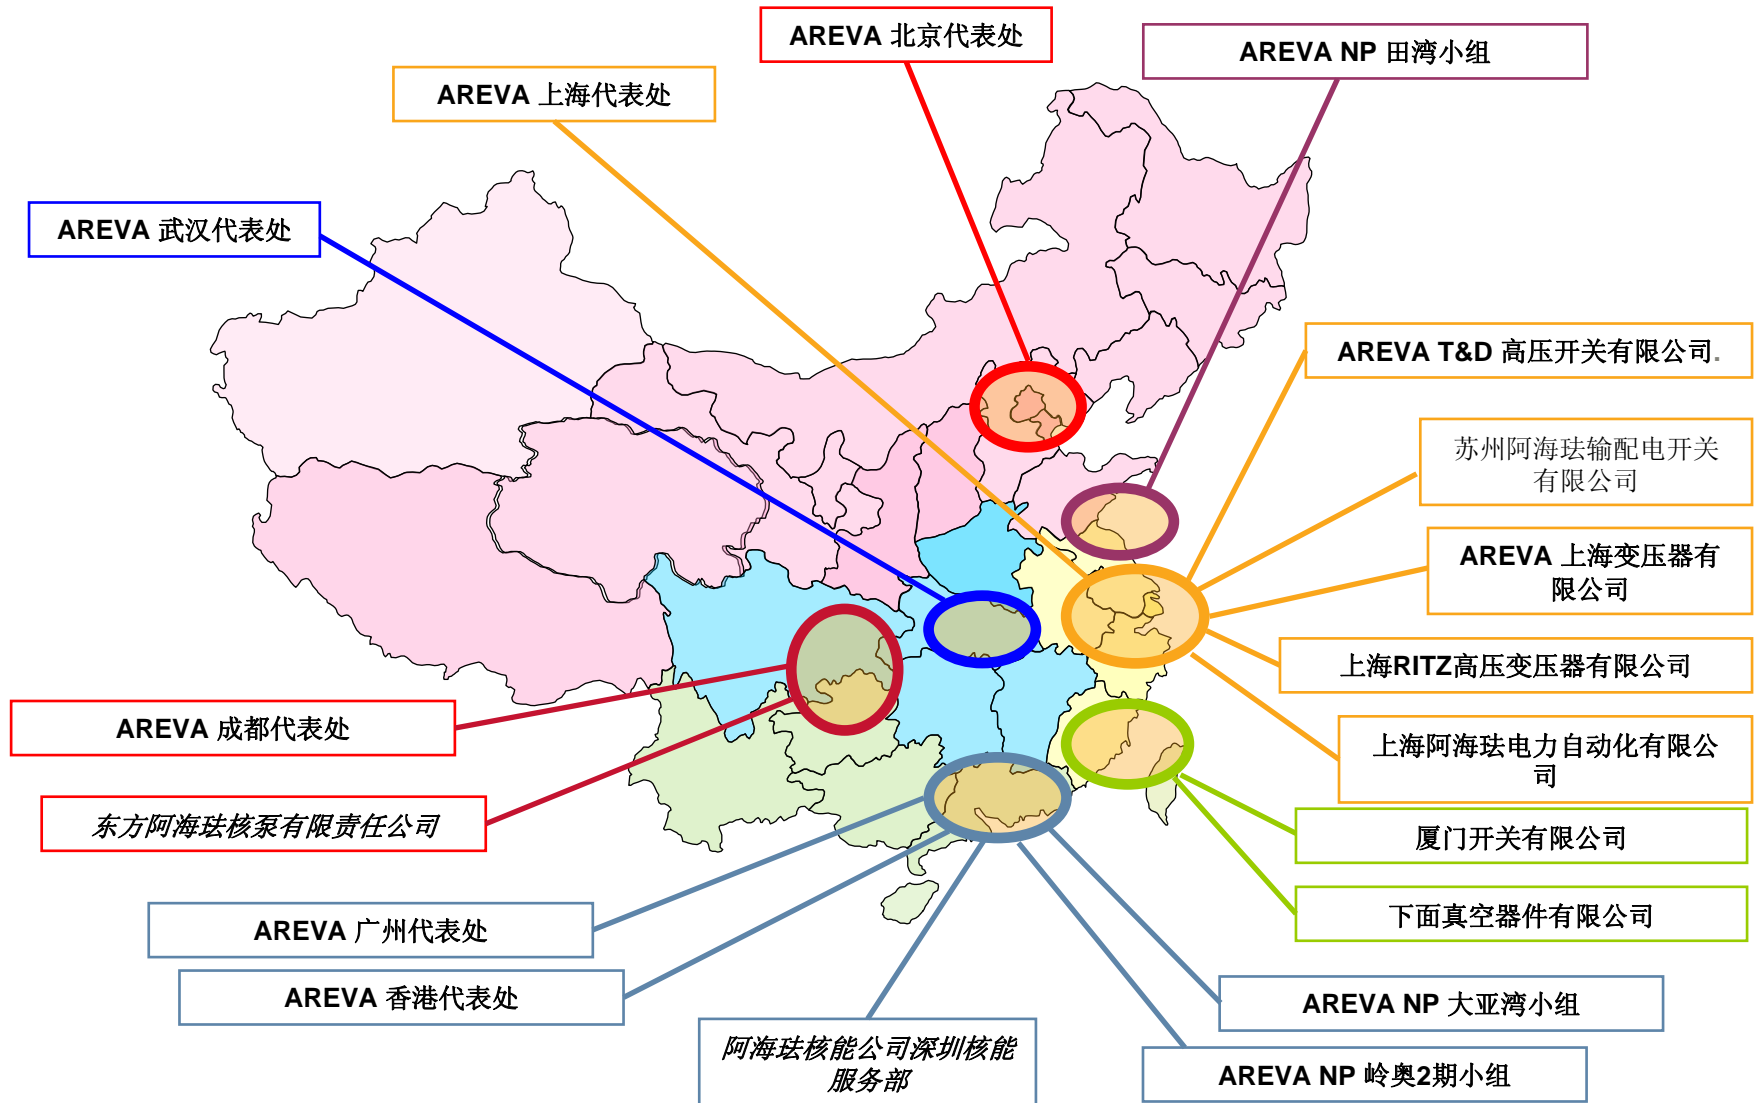 AREVA 北京代表处
AREVA NP 田湾小组
AREVA 上海代表处
AREVA 武汉代表处
AREVA T&D 高压开关有限公司.
苏州阿海珐输配电开关
有限公司
AREVA 上海变压器有
限公司
上海RITZ高压变压器有限公司
AREVA 成都代表处
上海阿海珐电力自动化有限公
司
东方阿海珐核泵有限责任公司
厦门开关有限公司
下面真空器件有限公司
AREVA 广州代表处
AREVA 香港代表处
AREVA NP 大亚湾小组
阿海珐核能公司深圳核能
服务部
AREVA NP 岭奥2期小组